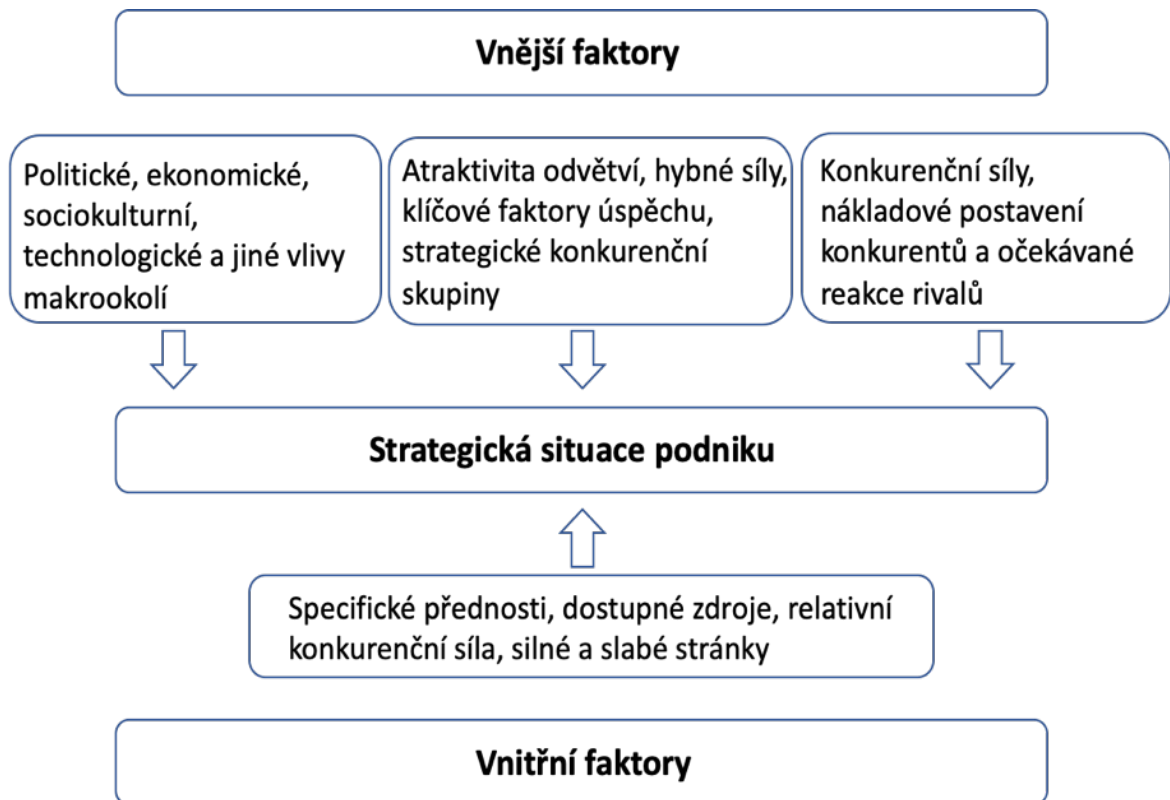 Vnější faktory
Politické, ekonomické,
sociokulturní,
technologické a jiné vlivy
makrookolí
Atraktivita odvětví, hybné síly,
klíčové faktory úspěchu,
strategické konkurenční
skupiny
Konkurenční síly,
nákladové postavení
konkurentů a očekávané
reakce rivalů
Strategická situace podniku
Specifické přednosti, dostupné zdroje, relativní
konkurenční síla, silné a slabé stránky
Vnitřní faktory